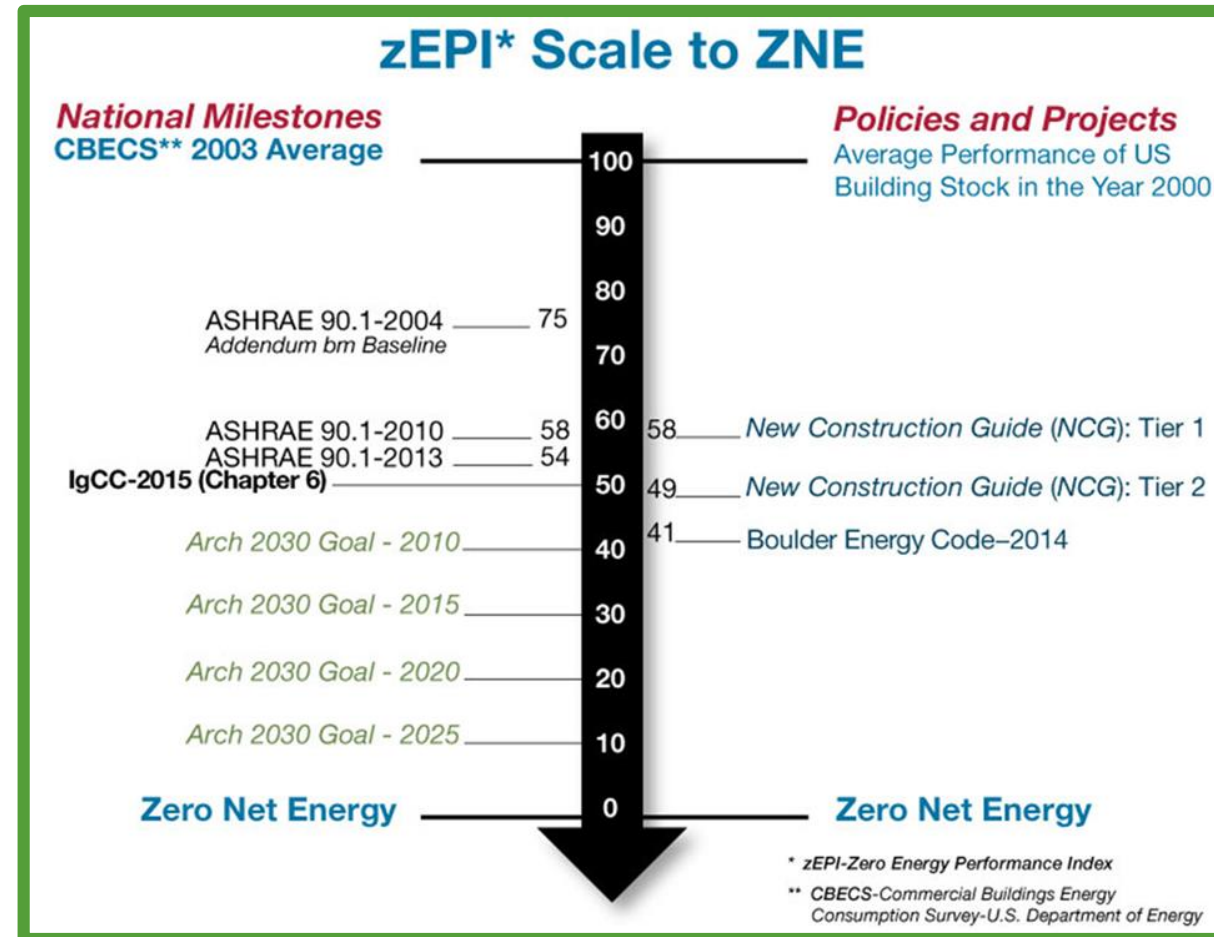 zEPI* Scale to ZNE
National Milestones
CBECS** 2003 Average
Policies and Projects
Average Performance of US
Building Stock in the Year 2000
100
90
80
ASHRAE 90.1-2004 75
Addendum bm Baseline
70
60
ASHRAE 90.1-2010 58
58 New Construction Guide (NCG): Tier 1
ASHRAE 90.1-2013 54
IgCC-2015 (Chapter 6)
50
49 New Construction Guide (NCG): Tier 2
41 Boulder Energy Code–2014
Arch 2030 Goal - 2010
40
Arch 2030 Goal - 2015
30
Arch 2030 Goal - 2020
20
Arch 2030 Goal - 2025
10
Zero Net Energy
0
Zero Net Energy
* zEPI-Zero Energy Performance Index
** CBECS-Commercial Buildings Energy
Consumption Survey-U.S. Department of Energy